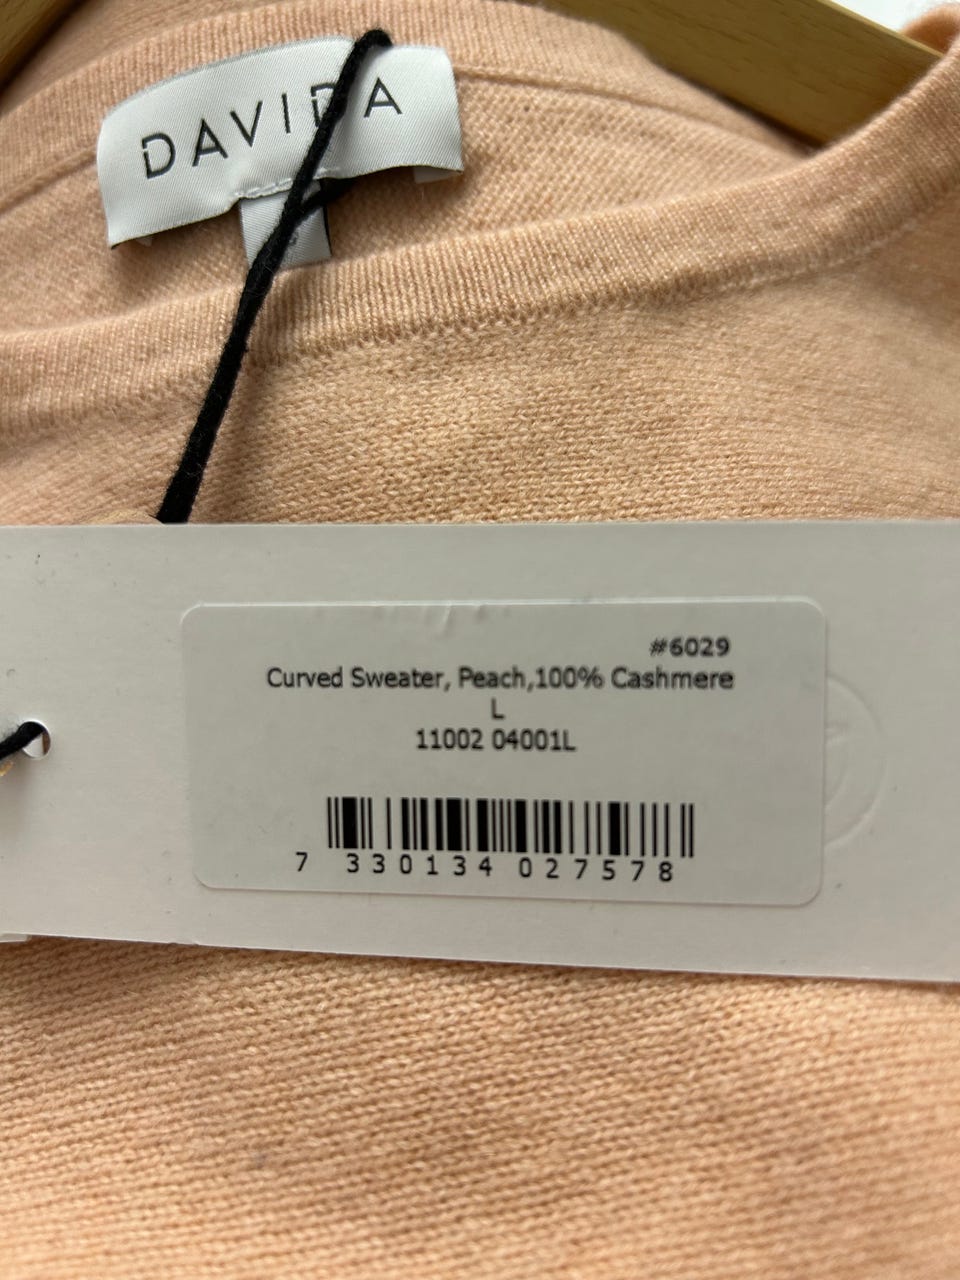 DAVIDA
#6029
Curved Sweater, Peach,100% Cashmere
L
11002 04001L
7 330134 027578